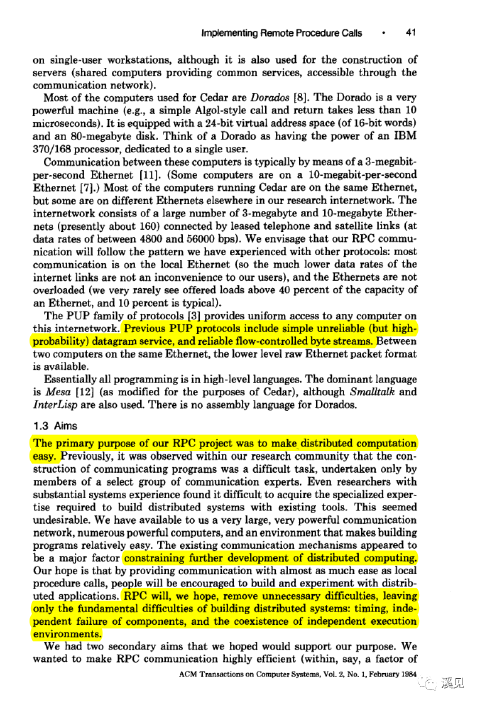 Implementing Remote Procedure Calls • 41
on single-user workstations, although it is also used for the construction of
servers (shared computers providing common services, accessible through the
communication network).
Most of the computers used for Cedar are Dorados [8]. The Dorado is a very
powerful machine (e.g., a simple Algol-style call and return takes less than 10
microseconds). It is equipped with a 24-bit virtual address space (of 16-bit words)
and an 80-megabyte disk. Think of a Dorado as having the power of an IBM
370/168 processor, dedicated to a single user.
Communication between these computers is typically by means of a 3-megabit-
per-second Ethernet [11]. (Some computers are on a 10-megabit-per-second
Ethernet [7].) Most of the computers running Cedar are on the same Ethernet,
but some are on different Ethernets elsewhere in our research internetwork. The
internetwork consists of a large number of 3-megabyte and 10-megabyte Ether-
nets (presently about 160) connected by leased telephone and satellite links (at
data rates of between 4800 and 56000 bps). We envisage that our RPC commu-
nication will follow the pattern we have experienced with other protocols: most
communication is on the local Ethernet (so the much lower data rates of the
internet links are not an inconvenience to our users), and the Ethernets are not
overloaded (we very rarely see offered loads above 40 percent of the capacity of
an Ethernet, and 10 percent is typical).
The PUP family of protocols [3] provides uniform access to any computer on
this internetwork. Previous PUP protocols include simple unreliable (but high-
probability) datagram service, and reliable flow-controlled byte streams. Between
two computers on the same Ethernet, the lower level raw Ethernet packet format
is available.
Essentially all programming is in high-level languages. The dominant language
is Mesa [12] (as modified for the purposes of Cedar), although Smalltalk and
InterLisp are also used. There is no assembly language for Dorados.
1.3 Aims
The primary purpose of our RPC project was to make distributed computation
easy. Previously, it was observed within our research community that the con-
struction of communicating programs was a difficult task, undertaken only by
members of a select group of communication experts. Even researchers with
substantial systems experience found it difficult to acquire the specialized exper-
tise required to build distributed systems with existing tools. This seemed
undesirable. We have available to us a very large, very powerful communication
network, numerous powerful computers, and an environment that makes building
programs relatively easy. The existing communication mechanisms appeared to
be a major factor constraining further development of distributed computing.
Our hope is that by providing communication with almost as much ease as local
procedure calls, people will be encouraged to build and experiment with distrib-
uted applications. RPC will, we hope, remove unnecessary difficulties, leaving
only the fundamental difficulties of building distributed systems: timing, inde-
pendent failure of components, and the coexistence of independent execution
environments.
We had two secondary aims that we hoped would support our purpose. We
wanted to make RPC communication highly efficient (within, say, a factor of
ACM Transactions on Computer Systems, Vol. 2, No. 1, February 1984
溪见